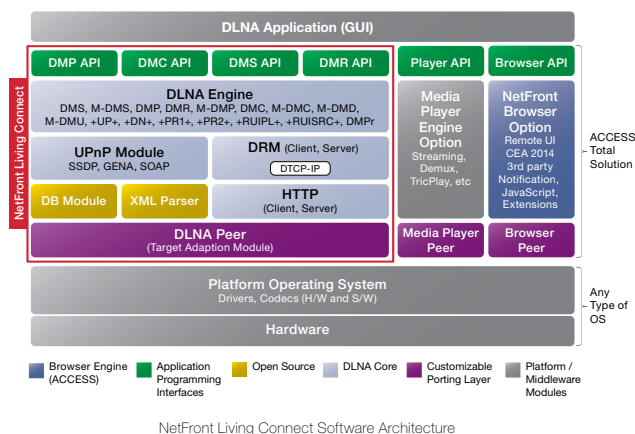 DLNA Application (GUI)
NetFront Living Connect
DMP API
DMC API
DMS API
DMR API
Player API
Browser API
DLNA Engine
DMS, M-DMS, DMP, DMR, M-DMP, DMC, M-DMC, M-DMD,
M-DMU, +UP+, +DN+, +PR1+, +PR2+, +RUIPL+, +RUISRC+, DMPr
Media
Player
Engine
Option
Streaming,
Demux,
TricPlay, etc
NetFront
Browser
Option
Remote UI
CEA 2014
3rd party
Notification,
JavaScript,
Extensions
ACCESS
Total
Solution
UPnP Module
SSDP, GENA, SOAP
DRM (Client, Server)
DTCP-IP
DB Module
XML Parser
HTTP
(Client, Server)
DLNA Peer
(Target Adaption Module)
Media Player
Peer
Browser
Peer
Platform Operating System
Drivers, Codecs (H/W and S/W)
Hardware
Any
Type of
OS
Browser Engine
(ACCESS)
Application
Programming
Interfaces
Open Source
DLNA Core
Customizable
Porting Layer
Platform /
Middleware
Modules
NetFront Living Connect Software Architecture